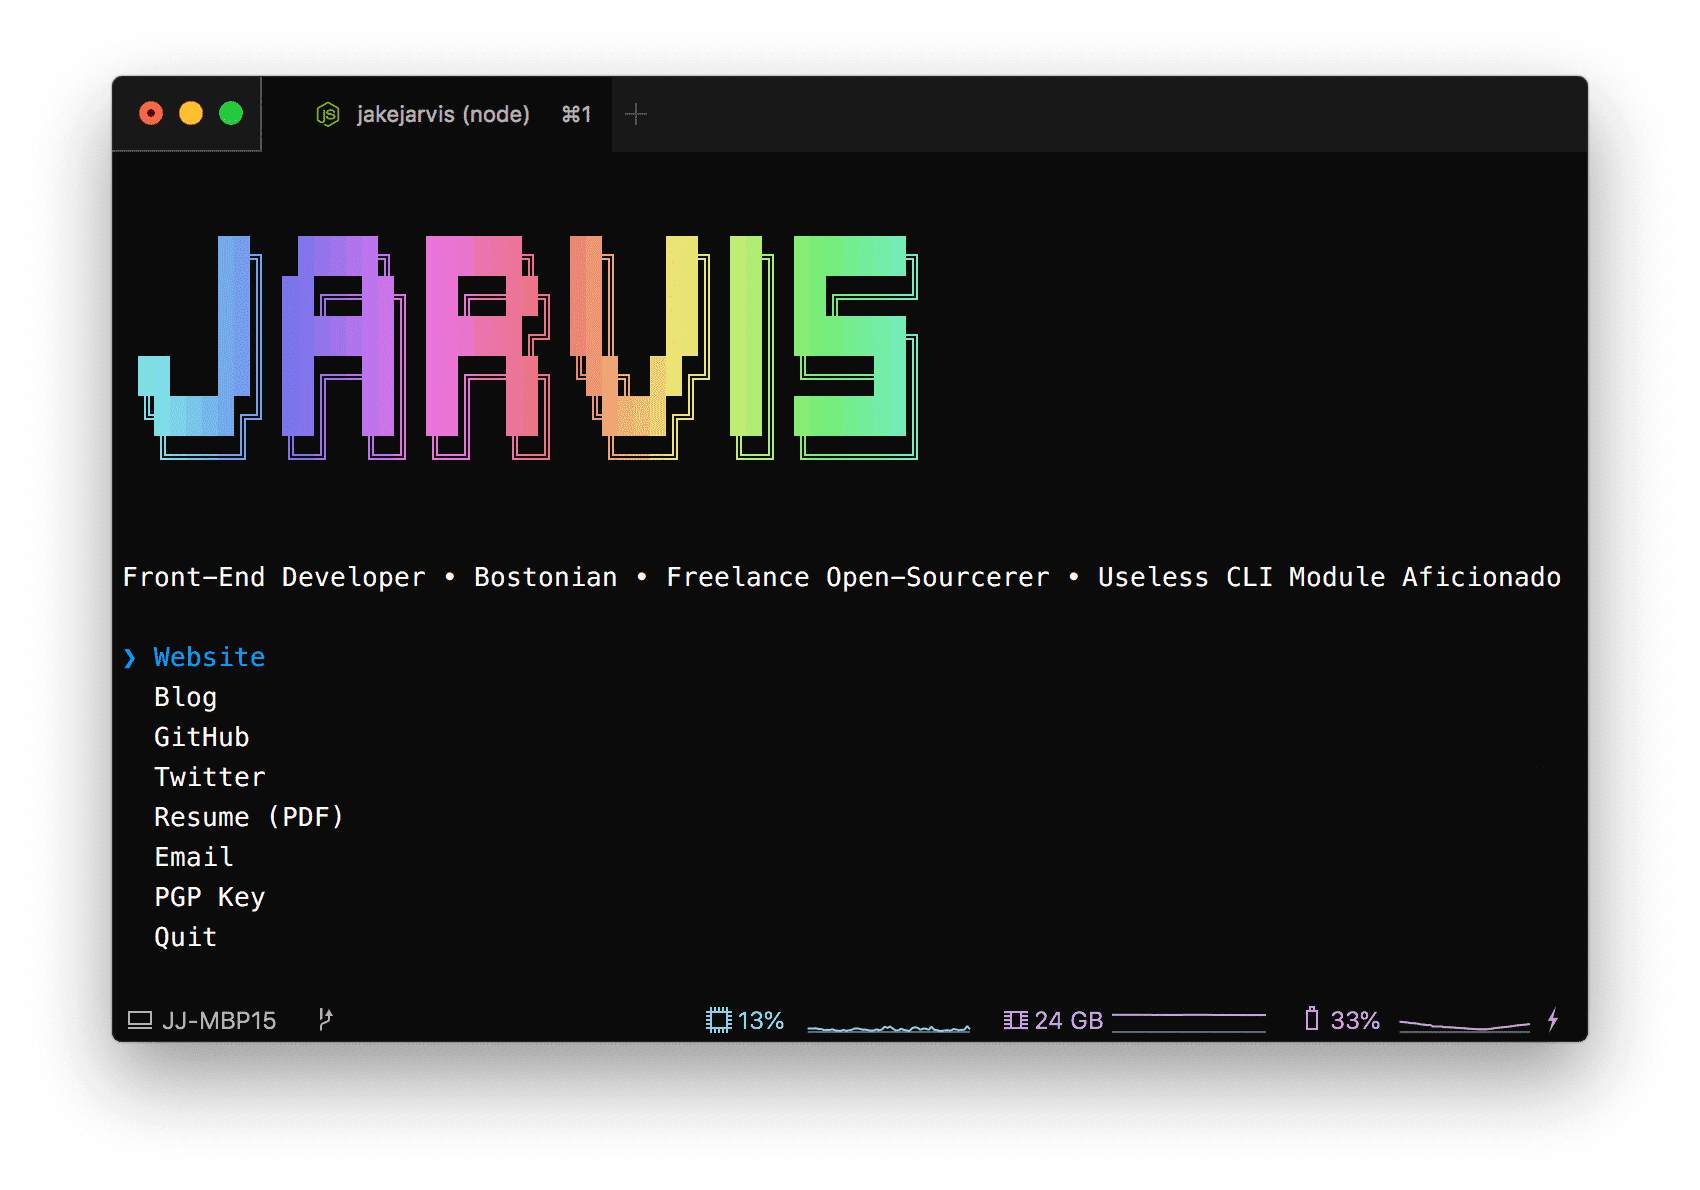 jakejarvis (node) ⌘1
JARVIS
Front-End Developer • Bostonian • Freelance Open-Sourcerer • Useless CLI Module Aficionado
❯ Website
Blog
GitHub
Twitter
Resume (PDF)
Email
PGP Key
Quit
JJ-MBP15 13% 24 GB 33%